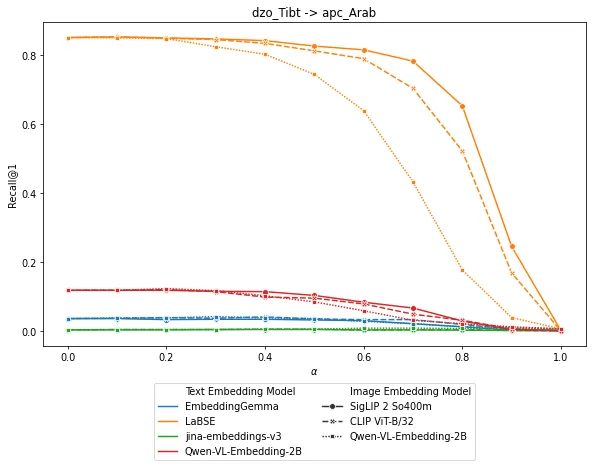 dzo_Tibt -> apc_Arab
Recall@1
0.8
0.6
0.4
0.2
0.0
0.0 0.2 0.4 0.6 0.8 1.0
α
Text Embedding Model
EmbeddingGemma
LaBSE
jina-embeddings-v3
Qwen-VL-Embedding-2B
Image Embedding Model
SigLIP 2 So400m
CLIP ViT-B/32
Qwen-VL-Embedding-2B